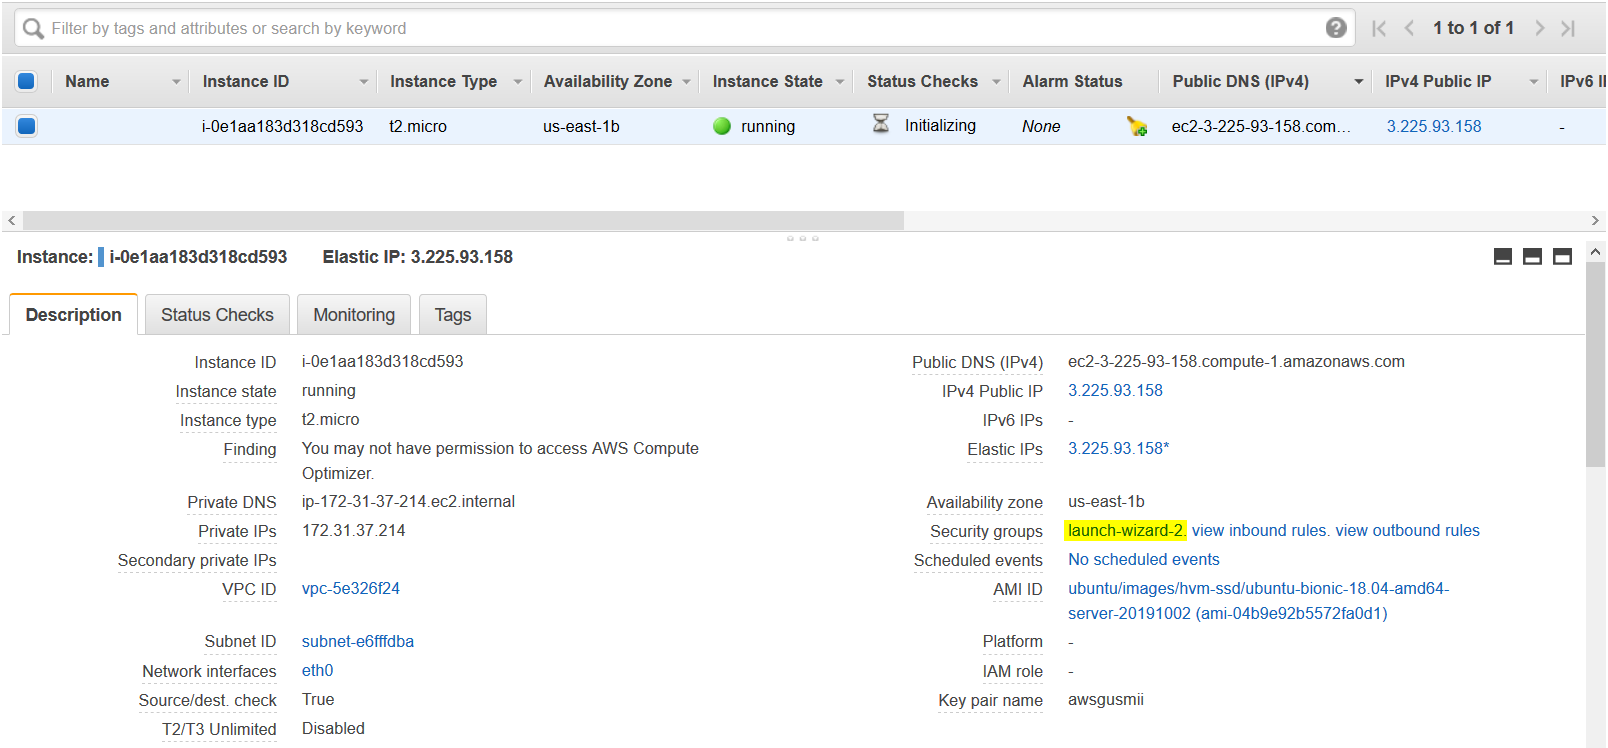 Filter by tags and attributes or search by keyword ? 1 to 1 of 1
Name Instance ID Instance Type Availability Zone Instance State Status Checks Alarm Status Public DNS (IPv4) IPv4 Public IP IPv6
i-0e1aa183d318cd593 t2.micro us-east-1b running Initializing None ec2-3-225-93-158.com... 3.225.93.158 -
Instance: i-0e1aa183d318cd593 Elastic IP: 3.225.93.158
Description Status Checks Monitoring Tags
Instance ID i-0e1aa183d318cd593
Instance state running
Instance type t2.micro
Finding You may not have permission to access AWS Compute
Optimizer.
Private DNS ip-172-31-37-214.ec2.internal
Private IPs 172.31.37.214
Secondary private IPs
VPC ID vpc-5e326f24
Subnet ID subnet-e6fffdba
Network interfaces eth0
Source/dest. check True
T2/T3 Unlimited Disabled
Public DNS (IPv4) ec2-3-225-93-158.compute-1.amazonaws.com
IPv4 Public IP 3.225.93.158
IPv6 IPs -
Elastic IPs 3.225.93.158*
Availability zone us-east-1b
Security groups launch-wizard-2. view inbound rules. view outbound rules
Scheduled events No scheduled events
AMI ID ubuntu/images/hvm-ssd/ubuntu-bionic-18.04-amd64-
server-20191002 (ami-04b9e92b5572fa0d1)
Platform -
IAM role -
Key pair name awsgusmii